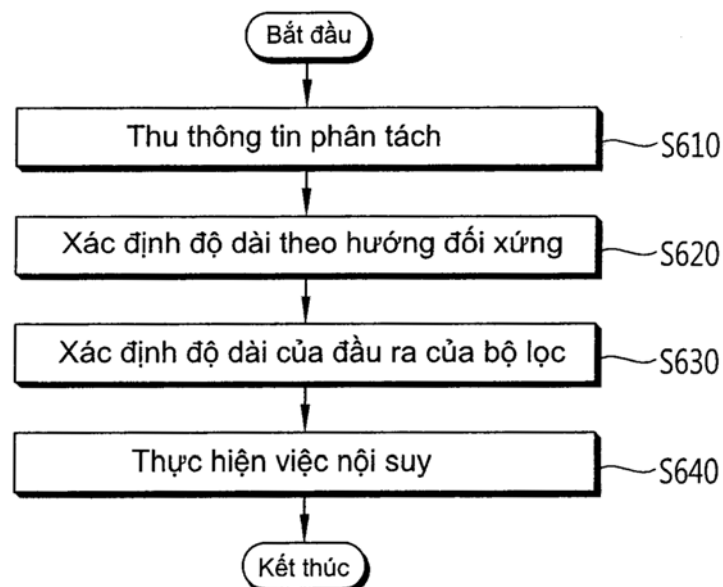 Bắt đầu
Thu thông tin phân tách
S610
Xác định độ dài theo hướng đối xứng
S620
Xác định độ dài của đầu ra của bộ lọc
S630
Thực hiện việc nội suy
S640
Kết thúc